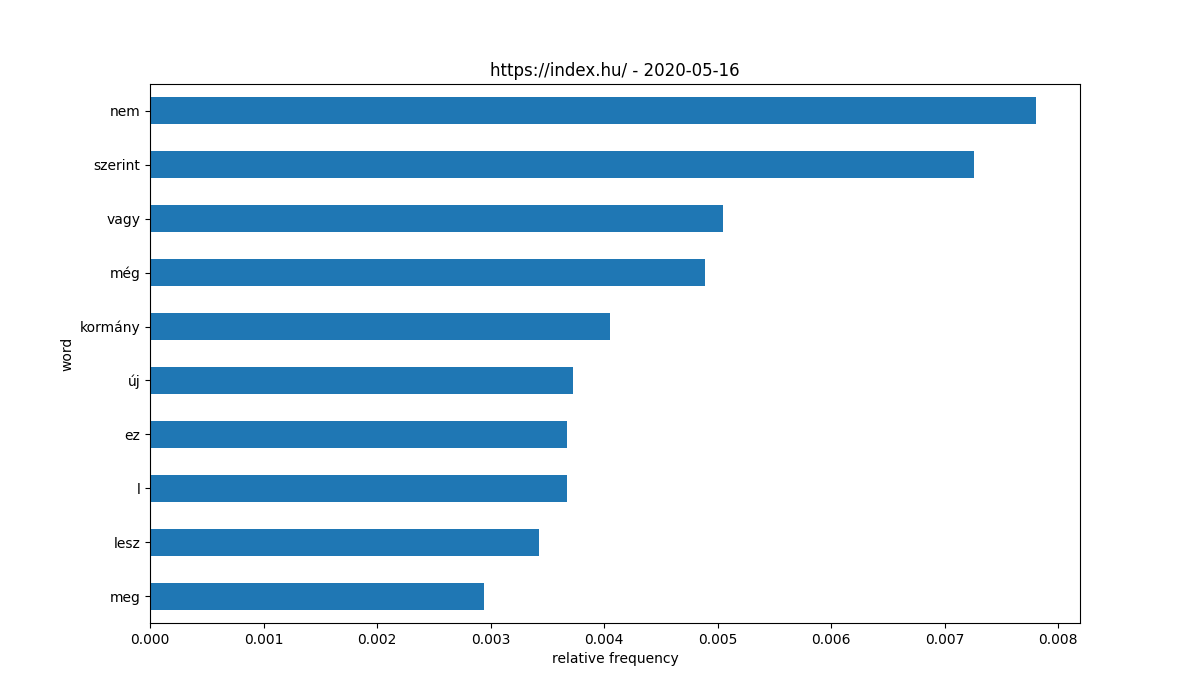 https://index.hu/ - 2020-05-16
nem
szerint
vagy
még
kormány
új
ez
l
lesz
meg
word
0.000 0.001 0.002 0.003 0.004 0.005 0.006 0.007 0.008
relative frequency